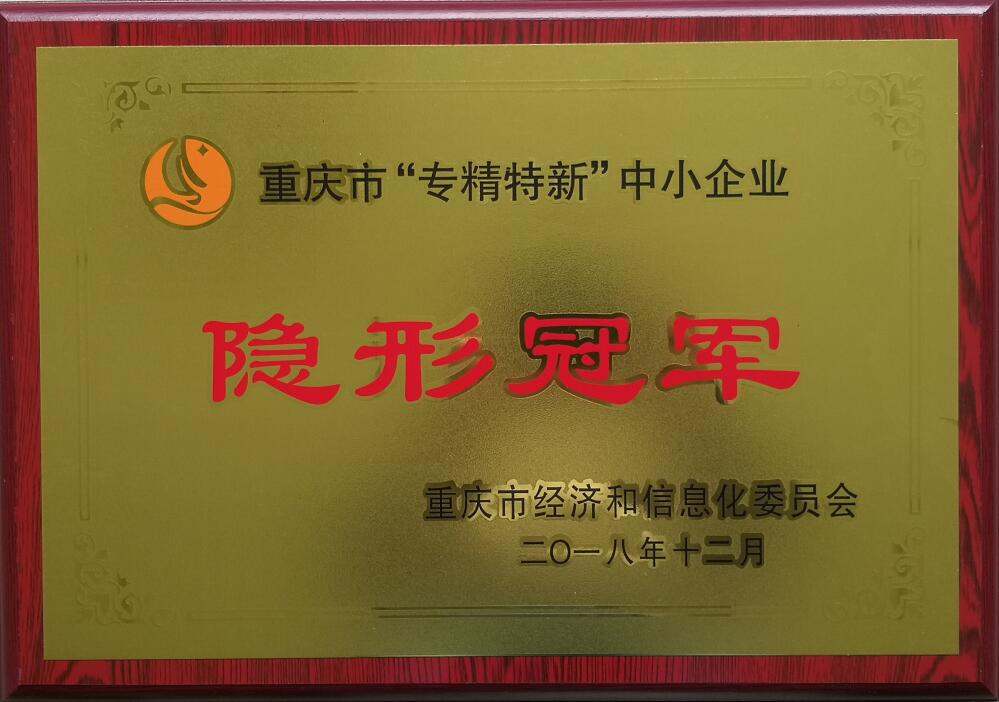 重庆市“专精特新”中小企业
隐形冠军
重庆市经济和信息化委员会
二〇一八年十二月